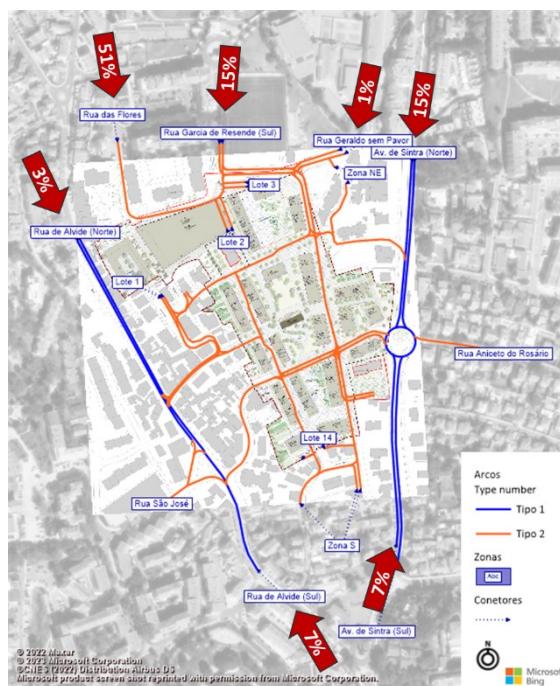 51%
15%
1%
15%
Rua das Flores
Rua Garcia de Resende (Sul)
Rua Geraldo sem Pavor
Av. de Sintra (Norte)
3%
Zona NE
Lote 3
Rua de Alvide (Norte)
Lote 2
Lote 1
Rua Aniceto do Rosário
Lote 14
Rua São José
Zona S
Rua de Alvide (Sul)
7%
7%
Av. de Sintra (Sul)
Arcos
Type number
Tipo 1
Tipo 2
Zonas
Abc
Conetores
N
© 2022 Maxar
© 2023 Microsoft Corporation
©CNES (2022) Distribution Airbus DS
Microsoft product screen shot reprinted with permission from Microsoft Corporation.
Microsoft
Bing